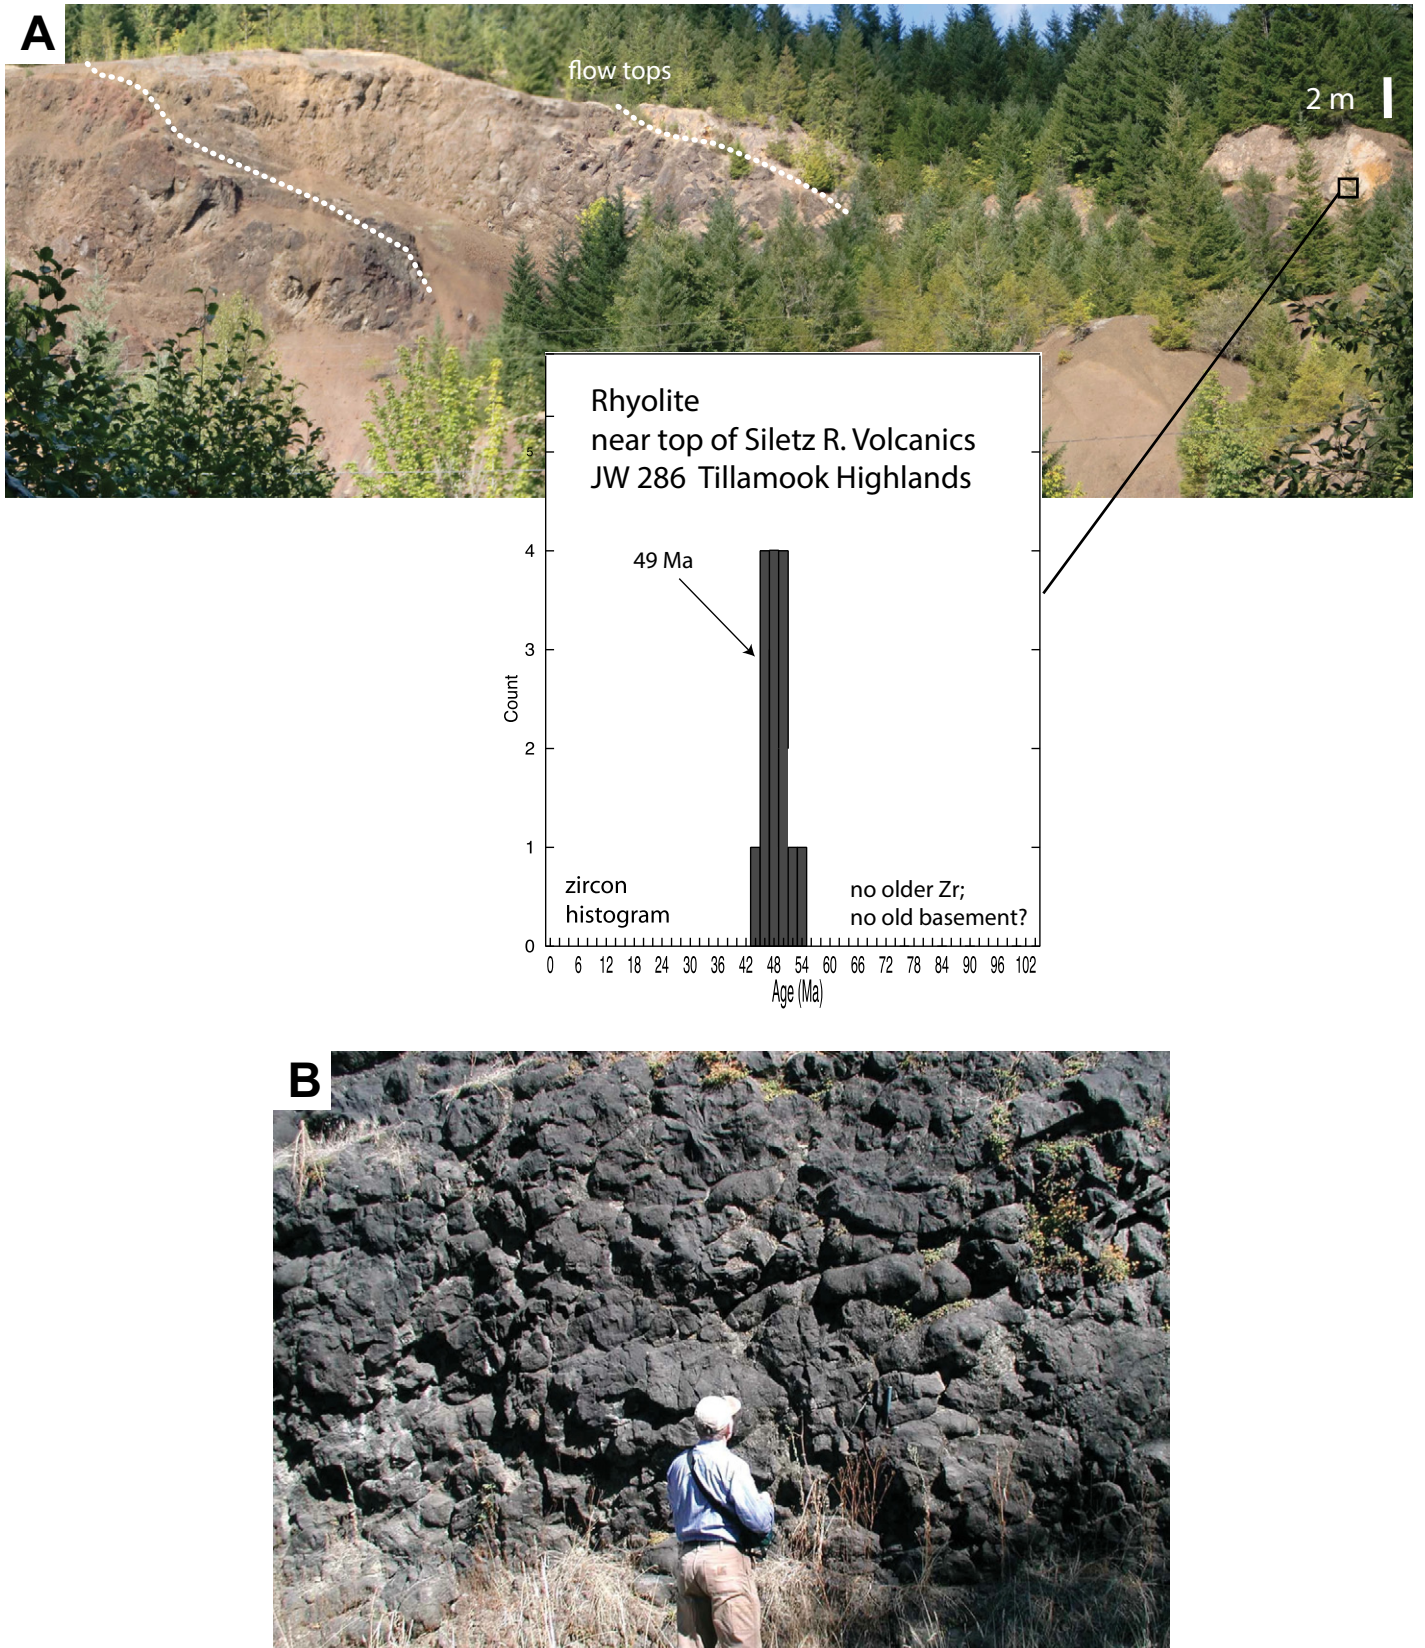 A
flow tops
2 m
Rhyolite
near top of Siletz R. Volcanics
JW 286 Tillamook Highlands
5
4
49 Ma
3
Count
2
1
zircon
histogram
no older Zr;
no old basement?
0
0 6 12 18 24 30 36 42 48 54 60 66 72 78 84 90 96 102
Age (Ma)
B